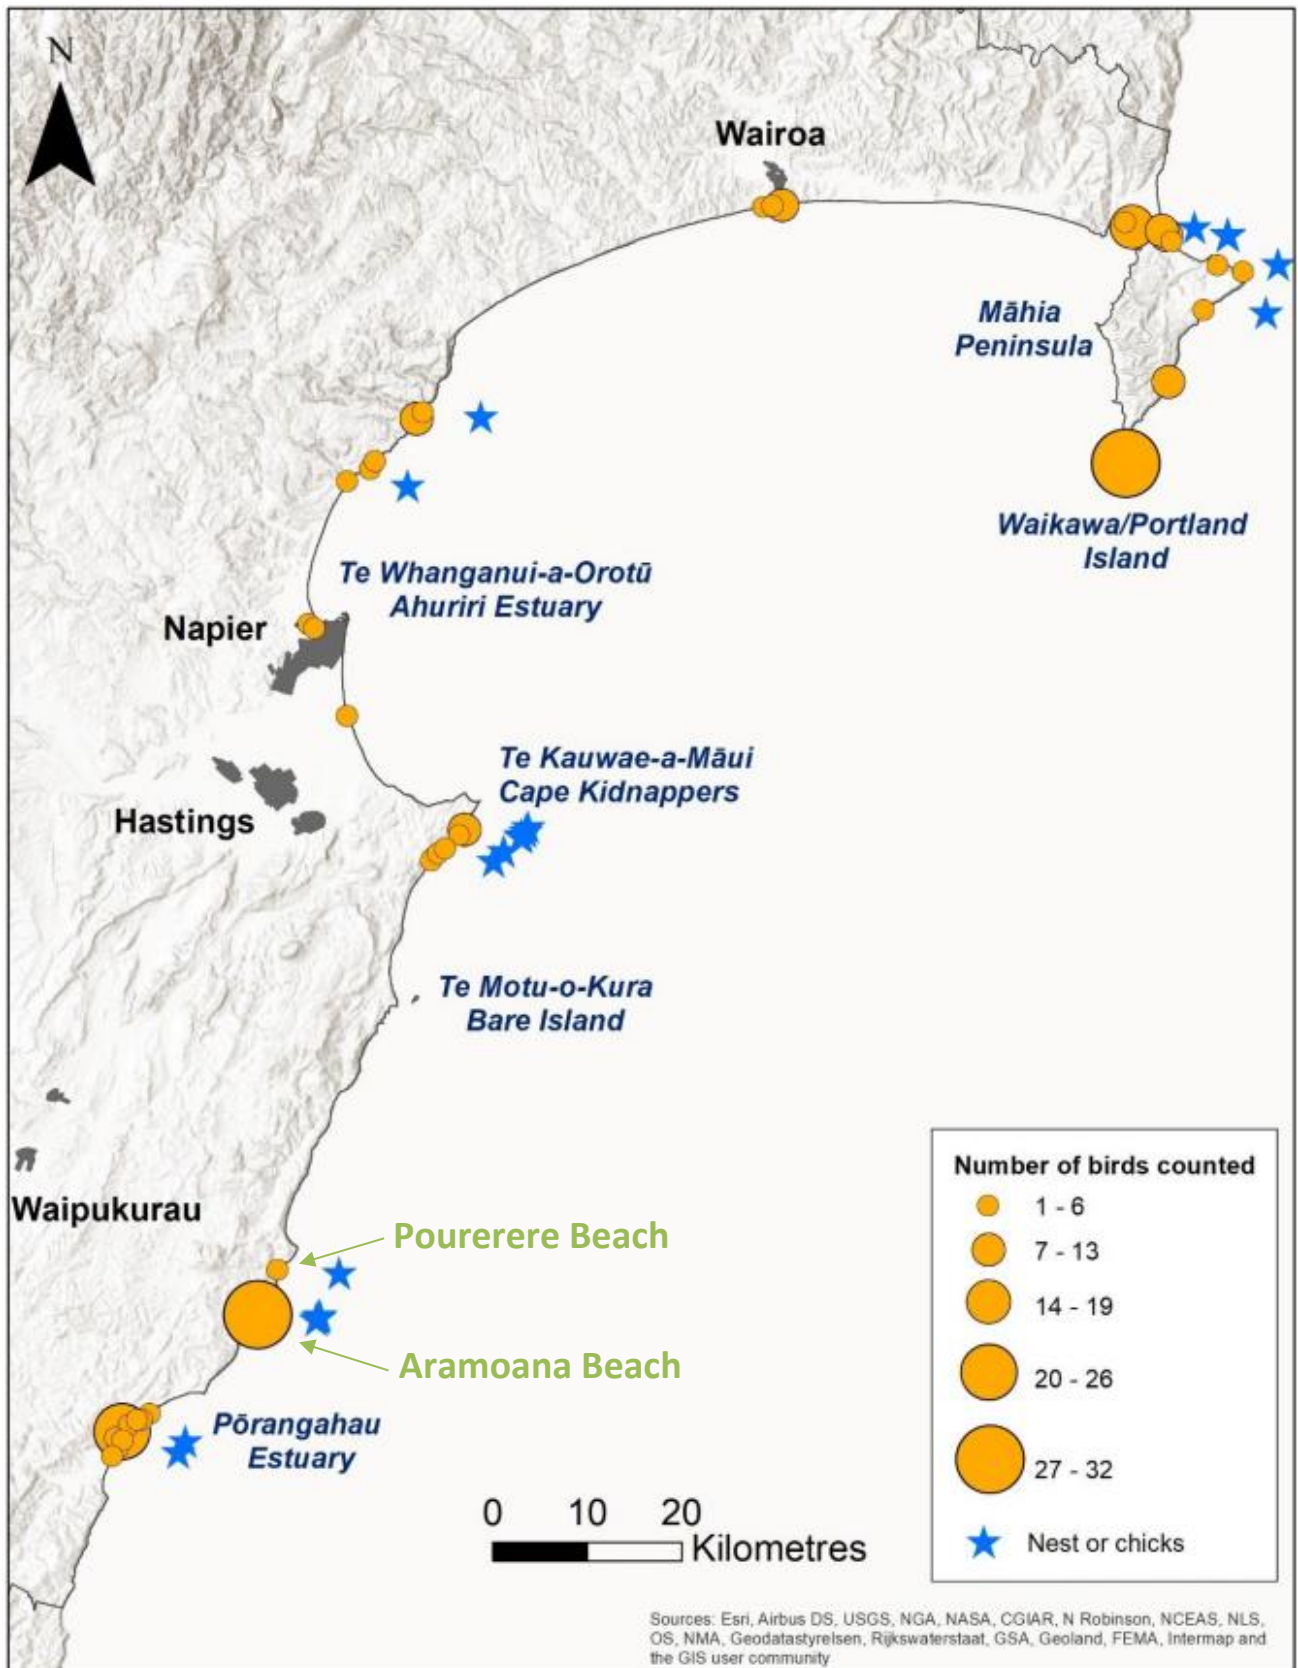 N
Wairoa
Māhia
Peninsula
Waikawa/Portland
Island
Te Whanganui-a-Orotū
Ahuriri Estuary
Napier
Te Kauwae-a-Māui
Cape Kidnappers
Hastings
Te Motu-o-Kura
Bare Island
Waipukurau
Pourerere Beach
Aramoana Beach
Pōrangahau
Estuary
0 10 20
Kilometres
Number of birds counted
1 - 6
7 - 13
14 - 19
20 - 26
27 - 32
Nest or chicks
Sources: Esri, Airbus DS, USGS, NGA, NASA, CGIAR, N Robinson, NCEAS, NLS,
OS, NMA, Geodatastyrelsen, Rijkswaterstaat, GSA, Geoland, FEMA, Intermap and
the GIS user community